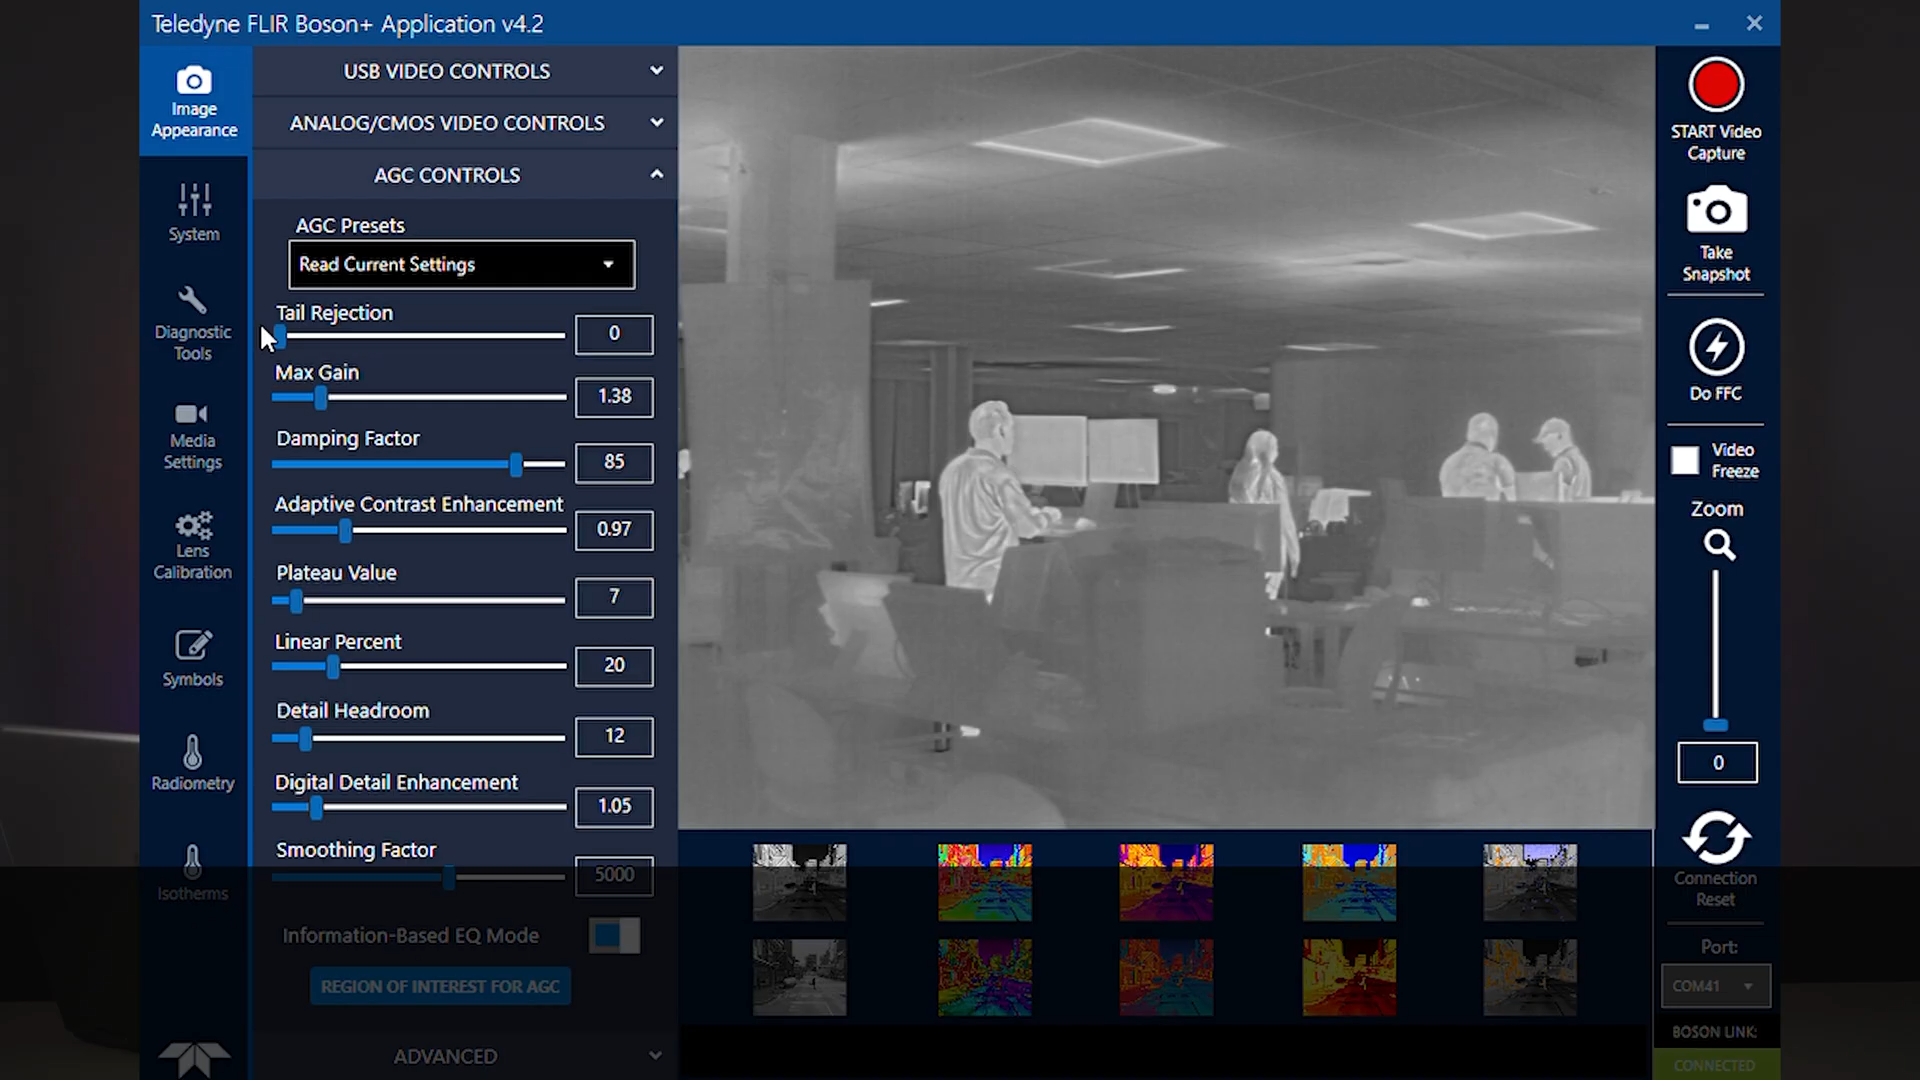 Teledyne FLIR Boson+ Application v4.2
Image
Appearance
System
Diagnostic
Tools
Media
Settings
Lens
Calibration
Symbols
Radiometry
Isotherms
USB VIDEO CONTROLS
ANALOG/CMOS VIDEO CONTROLS
AGC CONTROLS
AGC Presets
Read Current Settings
Tail Rejection
0
Max Gain
1.38
Damping Factor
85
Adaptive Contrast Enhancement
0.97
Plateau Value
7
Linear Percent
20
Detail Headroom
12
Digital Detail Enhancement
1.05
Smoothing Factor
5000
Information-Based EQ Mode
REGION OF INTEREST FOR AGC
ADVANCED
START Video
Capture
Take
Snapshot
Do FFC
Video
Freeze
Zoom
0
Connection
Reset
Port:
COM41
BOSON LINK:
CONNECTED